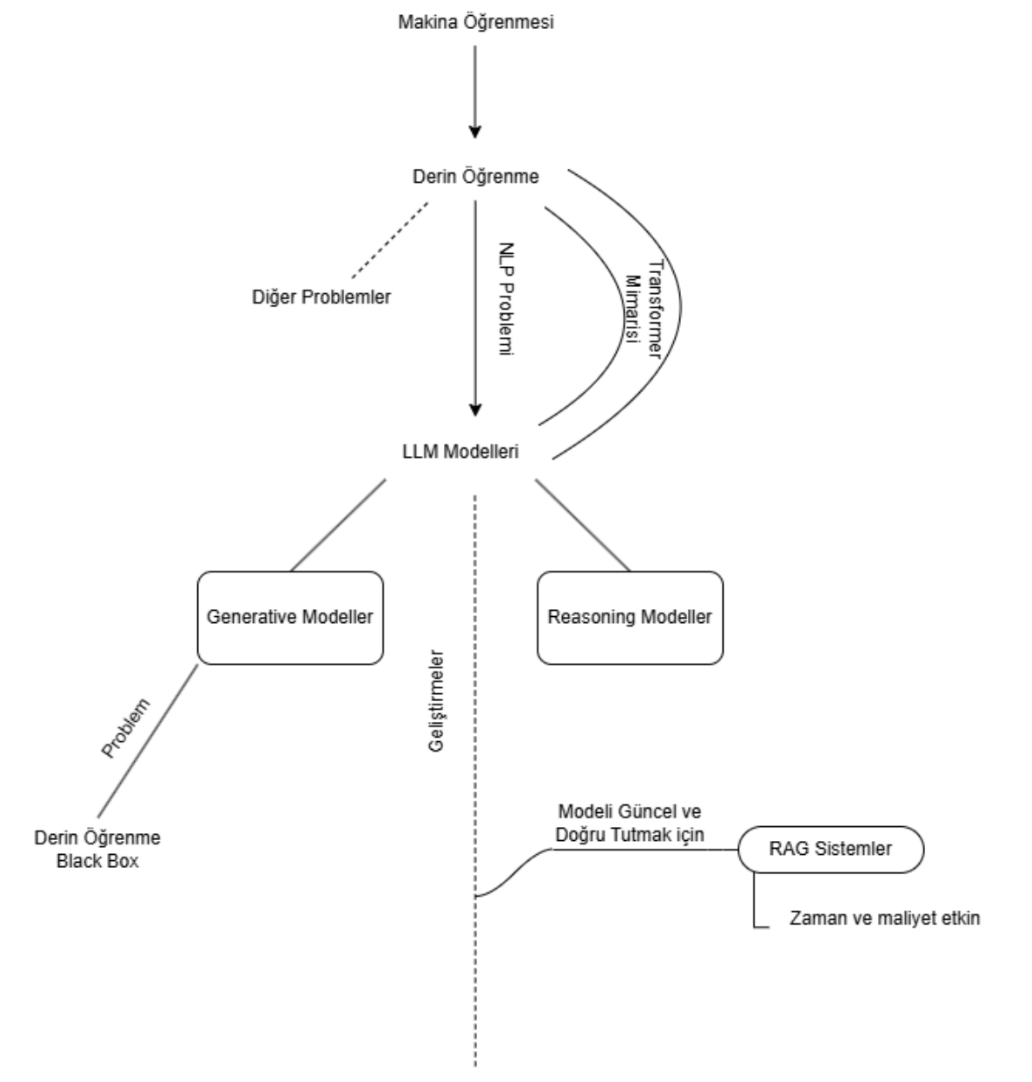 Makina Öğrenmesi
Derin Öğrenme
NLP Problemi
Transformer
Mimarisi
Diğer Problemler
LLM Modelleri
Generative Modeller
Reasoning Modeller
Problem
Geliştirmeler
Derin Öğrenme
Black Box
Modeli Güncel ve
Doğru Tutmak için
RAG Sistemler
Zaman ve maliyet etkin